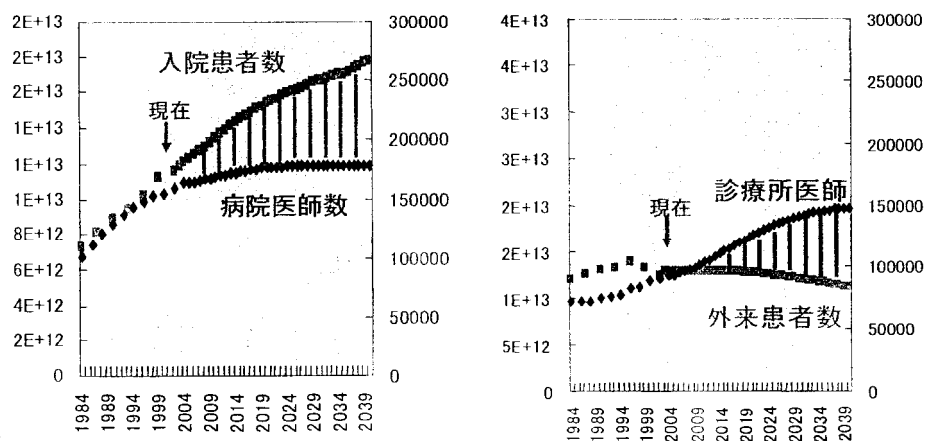 2E+13
2E+13
2E+13
1E+13
1E+13
1E+13
8E+12
6E+12
4E+12
2E+12
0
300000
250000
200000
150000
100000
50000
0
入院患者数
現在
病院医師数
1984
1989
1994
1999
2004
2009
2014
2019
2024
2029
2034
2039
4E+13
4E+13
3E+13
3E+13
2E+13
2E+13
1E+13
5E+12
0
300000
250000
200000
150000
100000
50000
0
診療所医師
現在
外来患者数
1984
1989
1994
1999
2004
2009
2014
2019
2024
2029
2034
2039